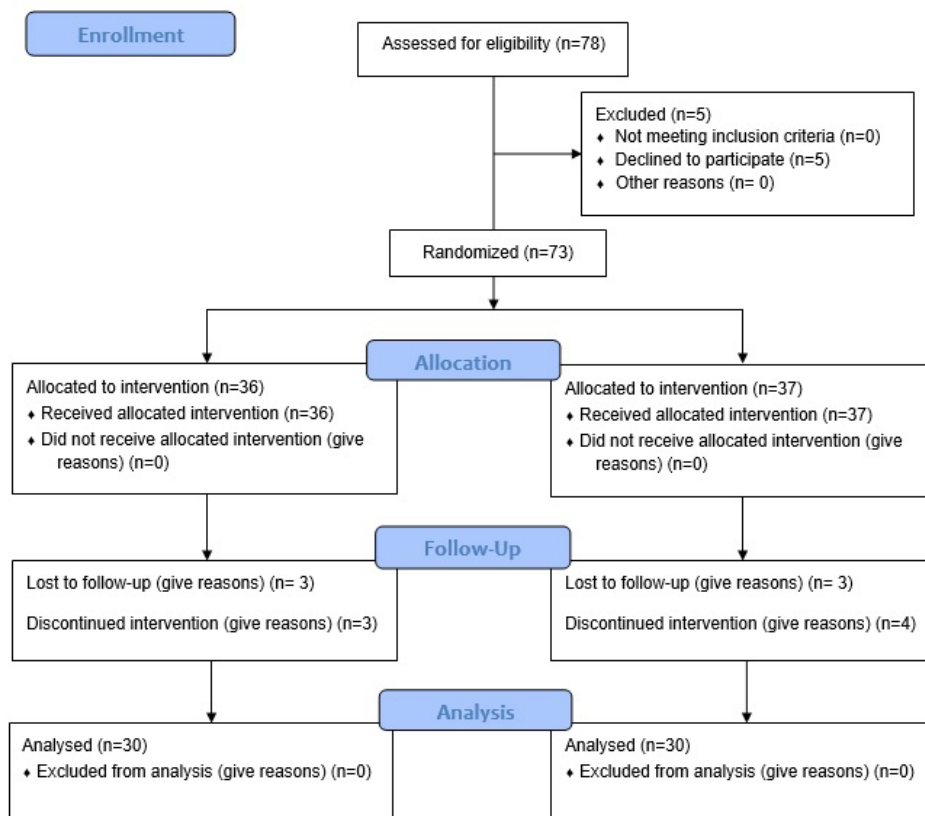 Enrollment
Assessed for eligibility (n=78)
Excluded (n=5)
♦ Not meeting inclusion criteria (n=0)
♦ Declined to participate (n=5)
♦ Other reasons (n= 0)
Randomized (n=73)
Allocation
Allocated to intervention (n=36)
♦ Received allocated intervention (n=36)
♦ Did not receive allocated intervention (give
reasons) (n=0)
Allocated to intervention (n=37)
♦ Received allocated intervention (n=37)
♦ Did not receive allocated intervention (give
reasons) (n=0)
Follow-Up
Lost to follow-up (give reasons) (n= 3)
Discontinued intervention (give reasons) (n=3)
Lost to follow-up (give reasons) (n= 3)
Discontinued intervention (give reasons) (n=4)
Analysis
Analysed (n=30)
♦ Excluded from analysis (give reasons) (n=0)
Analysed (n=30)
♦ Excluded from analysis (give reasons) (n=0)